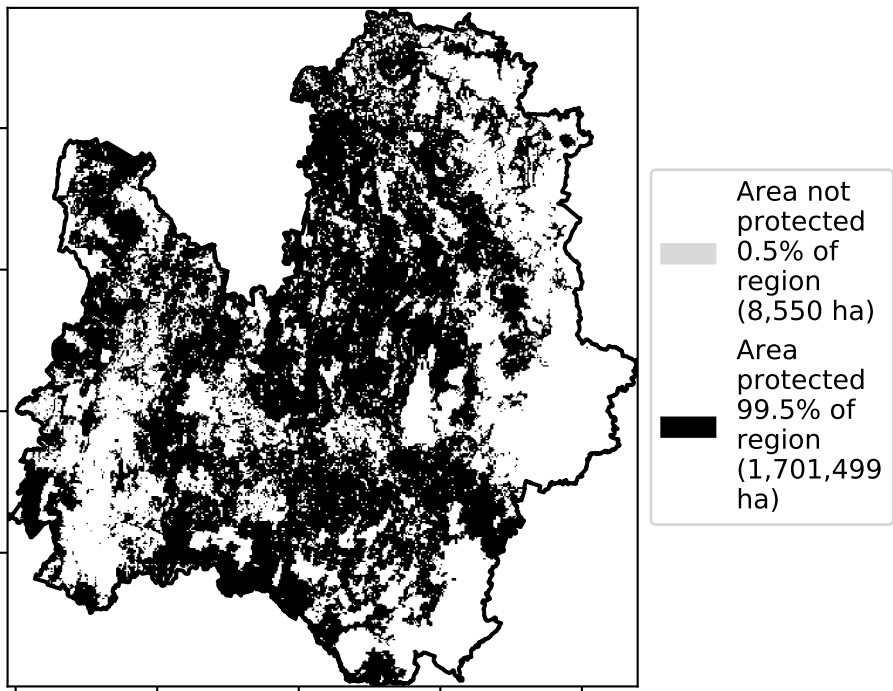 Area not
protected
0.5% of
region
(8,550 ha)
Area
protected
99.5% of
region
(1,701,499
ha)